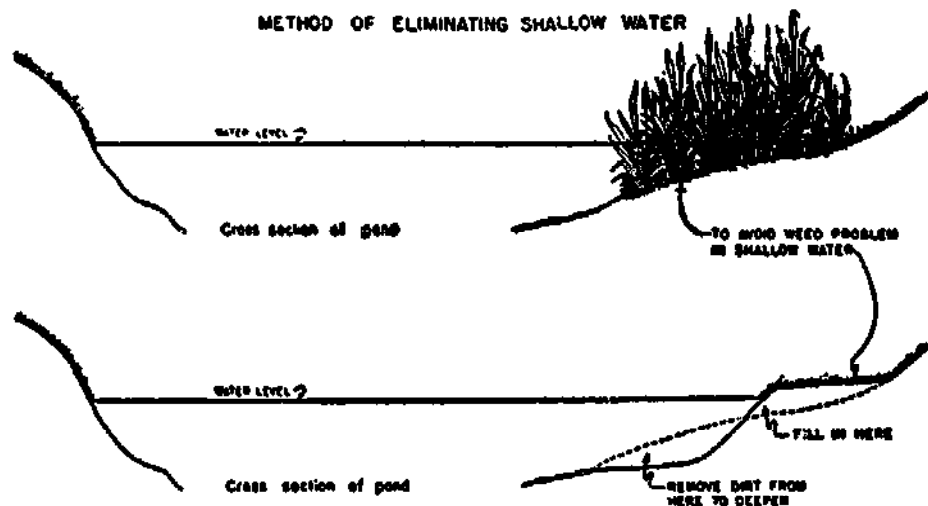 METHOD OF ELIMINATING SHALLOW WATER
WATER LEVEL
Cross section of pond
TO AVOID WEED PROBLEM
IN SHALLOW WATER
WATER LEVEL
FILL IN HERE
Cross section of pond
REMOVE DIRT FROM
HERE TO DEEPEN